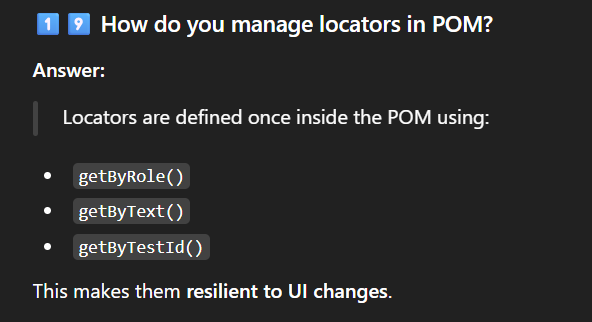 1️⃣9️⃣ How do you manage locators in POM?
Answer:
Locators are defined once inside the POM using:
• getByRole()
• getByText()
• getByTestId()
This makes them resilient to UI changes.